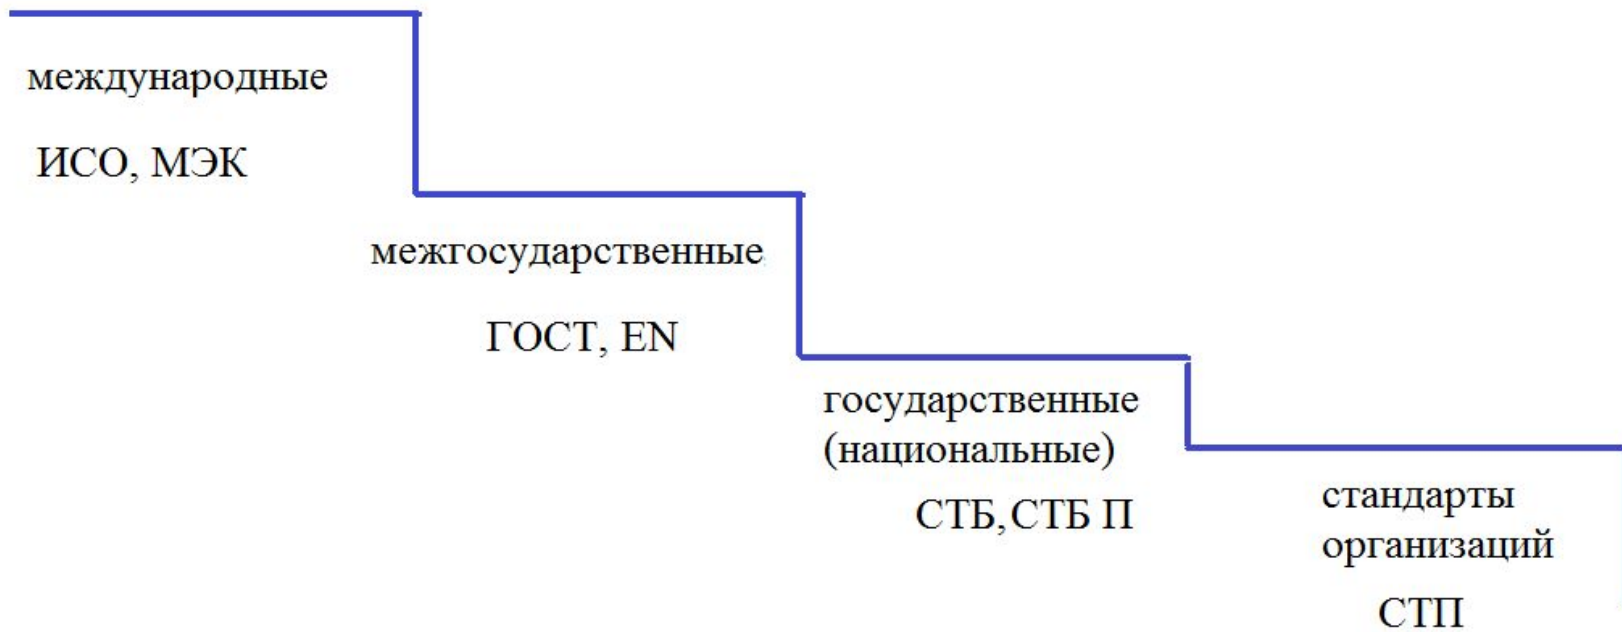 международные
ИСО, МЭК
межгосударственные
ГОСТ, EN
государственные
(национальные)
СТБ, СТБ П
стандарты
организаций
СТП